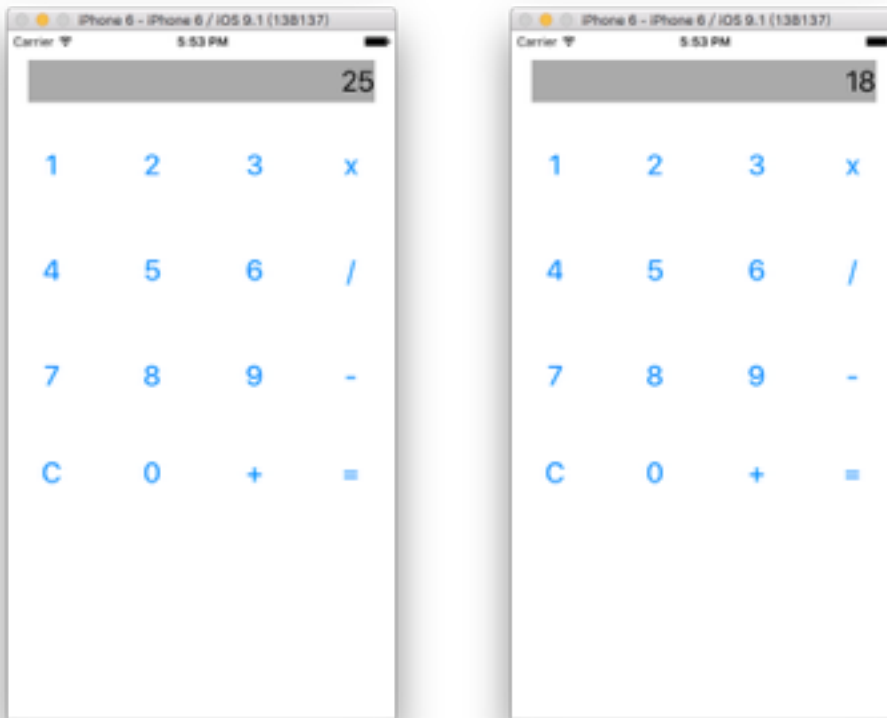 iPhone 6 - iPhone 6 / iOS 9.1 (13B137)
Carrier 5:53 PM
25
1 2 3 x
4 5 6 /
7 8 9 -
C 0 + =
iPhone 6 - iPhone 6 / iOS 9.1 (13B137)
Carrier 5:53 PM
18
1 2 3 x
4 5 6 /
7 8 9 -
C 0 + =